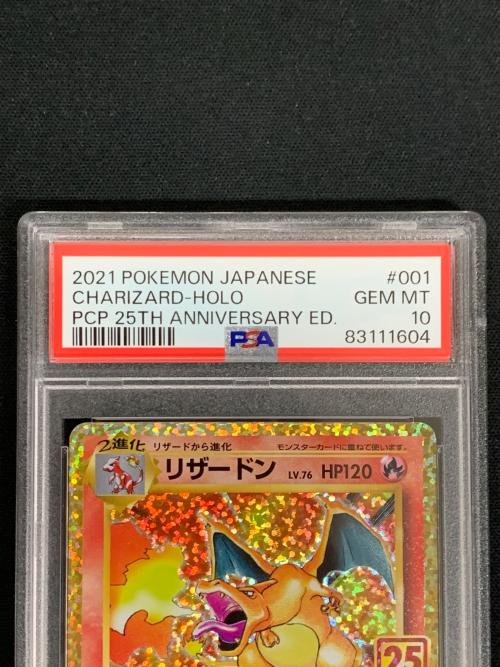 2021 POKEMON JAPANESE #001
CHARIZARD-HOLO GEM MT
PCP 25TH ANNIVERSARY ED. 10
PSA 83111604
2進化 リザードから進化 モンスターカードに重ねて使います。
リザードン LV.76 HP120
25